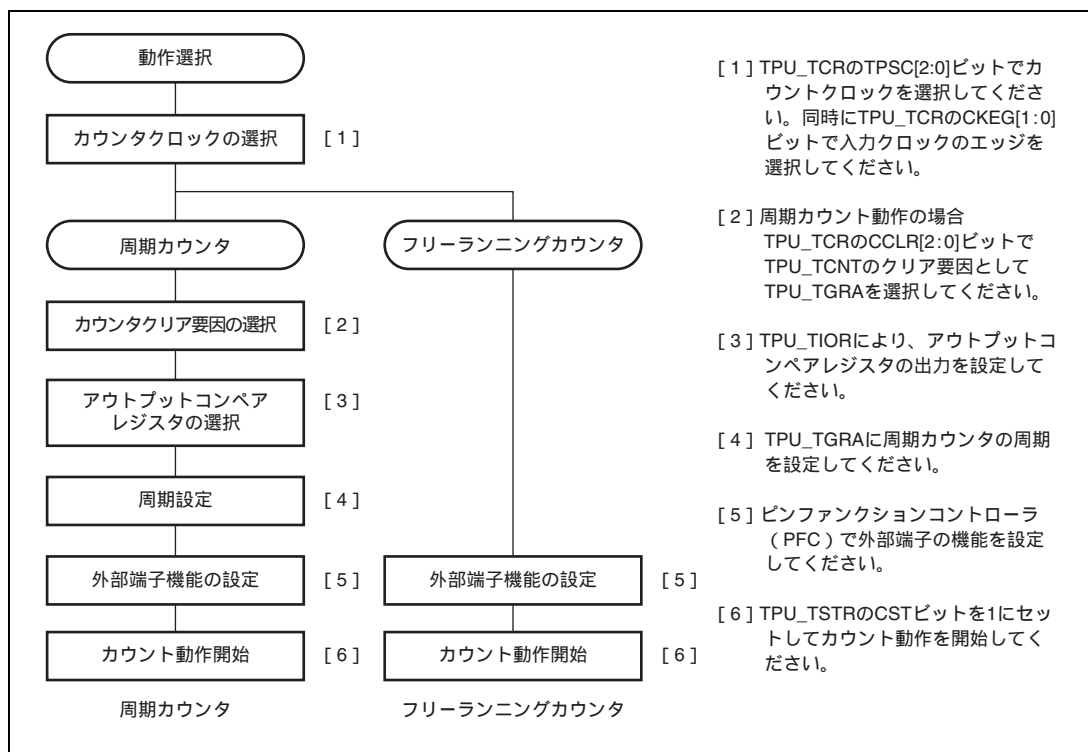 動作選択
カウンタクロックの選択 [1]
周期カウンタ
フリーランニングカウンタ
カウンタクリア要因の選択 [2]
アウトプットコンペア
レジスタの選択 [3]
周期設定 [4]
外部端子機能の設定 [5]
外部端子機能の設定 [5]
カウント動作開始 [6]
カウント動作開始 [6]
周期カウンタ
フリーランニングカウンタ
[1] TPU_TCRのTPSC[2:0]ビットでカ
ウントクロックを選択してくださ
い。同時にTPU_TCRのCKEG[1:0]
ビットで入力クロックのエッジを
選択してください。
[2] 周期カウント動作の場合
TPU_TCRのCCLR[2:0]ビットで
TPU_TCNTのクリア要因として
TPU_TGRAを選択してください。
[3] TPU_TIORにより、アウトプットコ
ンペアレジスタの出力を設定して
ください。
[4] TPU_TGRAに周期カウンタの周期
を設定してください。
[5] ピンファンクションコントローラ
(PFC)で外部端子の機能を設定
してください。
[6] TPU_TSTRのCSTビットを1にセッ
トしてカウント動作を開始してく
ださい。